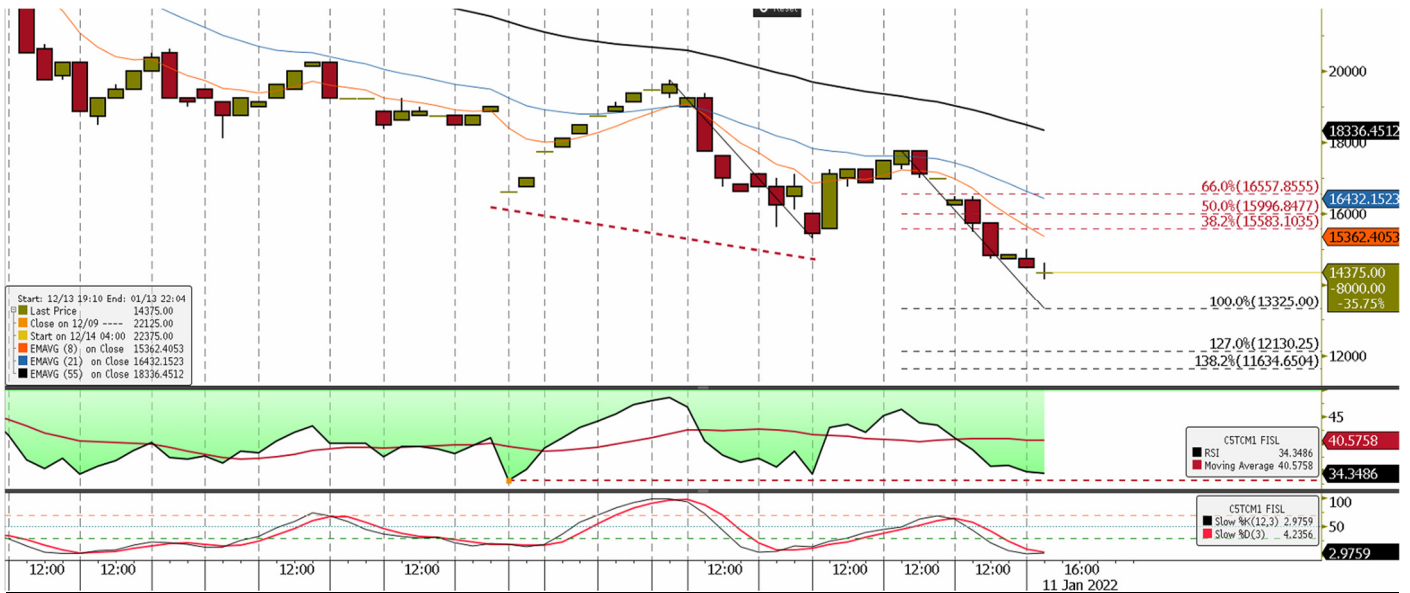 Reset
20000
18336.4512
18000
66.0%(16557.8555)
16432.1523
50.0%(15996.8477)
16000
38.2%(15583.1035)
15362.4053
14375.00
-8000.00
-35.75%
100.0%(13325.00)
127.0%(12130.25)
12000
138.2%(11634.6504)
Start: 12/13 19:10 End: 01/13 22:04
Last Price 14375.00
Close on 12/09 ---- 22125.00
Start on 12/14 04:00 22375.00
EMAVG (8) on Close 15362.4053
EMAVG (21) on Close 16432.1523
EMAVG (55) on Close 18336.4512
45
C5TCM1 FISL
RSI 34.3486
Moving Average 40.5758
40.5758
34.3486
100
C5TCM1 FISL
Slow %K(12,3) 2.9759
Slow %D(3) 4.2356
50
2.9759
12:00 12:00 12:00 12:00 12:00 12:00 12:00 12:00 16:00
11 Jan 2022